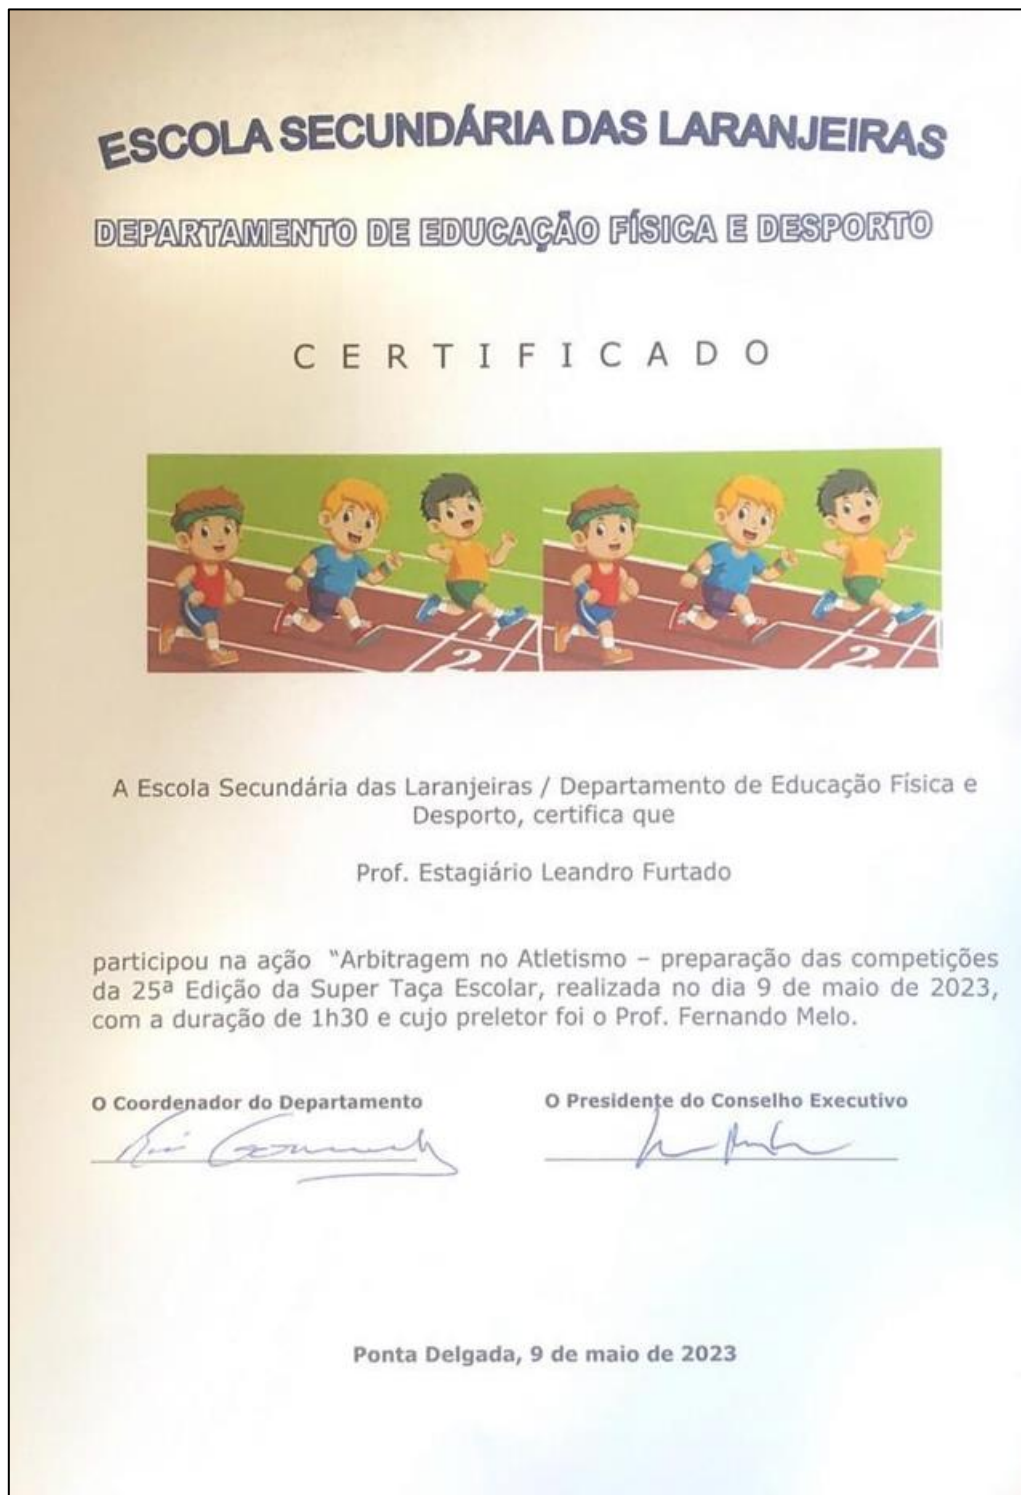 ESCOLA SECUNDÁRIA DAS LARANJEIRAS
DEPARTAMENTO DE EDUCAÇÃO FÍSICA E DESPORTO
CERTIFICADO
2
2
A Escola Secundária das Laranjeiras / Departamento de Educação Física e
Desporto, certifica que
Prof. Estagiário Leandro Furtado
participou na ação "Arbitragem no Atletismo – preparação das competições
da 25ª Edição da Super Taça Escolar, realizada no dia 9 de maio de 2023,
com a duração de 1h30 e cujo preletor foi o Prof. Fernando Melo.
O Coordenador do Departamento
O Presidente do Conselho Executivo
Ponta Delgada, 9 de maio de 2023